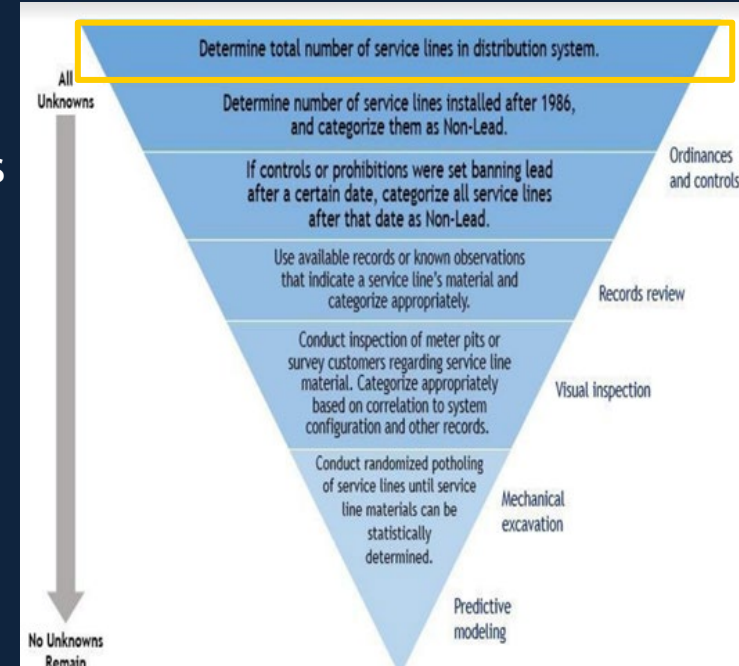 Determine total number of service lines in distribution system.
All
Unknowns
Determine number of service lines installed after 1986,
and categorize them as Non-Lead.
s
Ordinances
and controls
If controls or prohibitions were set banning lead
after a certain date, categorize all service lines
after that date as Non-Lead.
Use available records or known observations
that indicate a service line's material and
categorize appropriately.
Records review
Conduct inspection of meter pits or
survey customers regarding service line
material. Categorize appropriately
based on correlation to system
configuration and other records.
Visual inspection
Conduct randomized potholing
of service lines until service
line materials can be
statistically
determined.
Mechanical
excavation
Predictive
modeling
No Unknowns
Remain